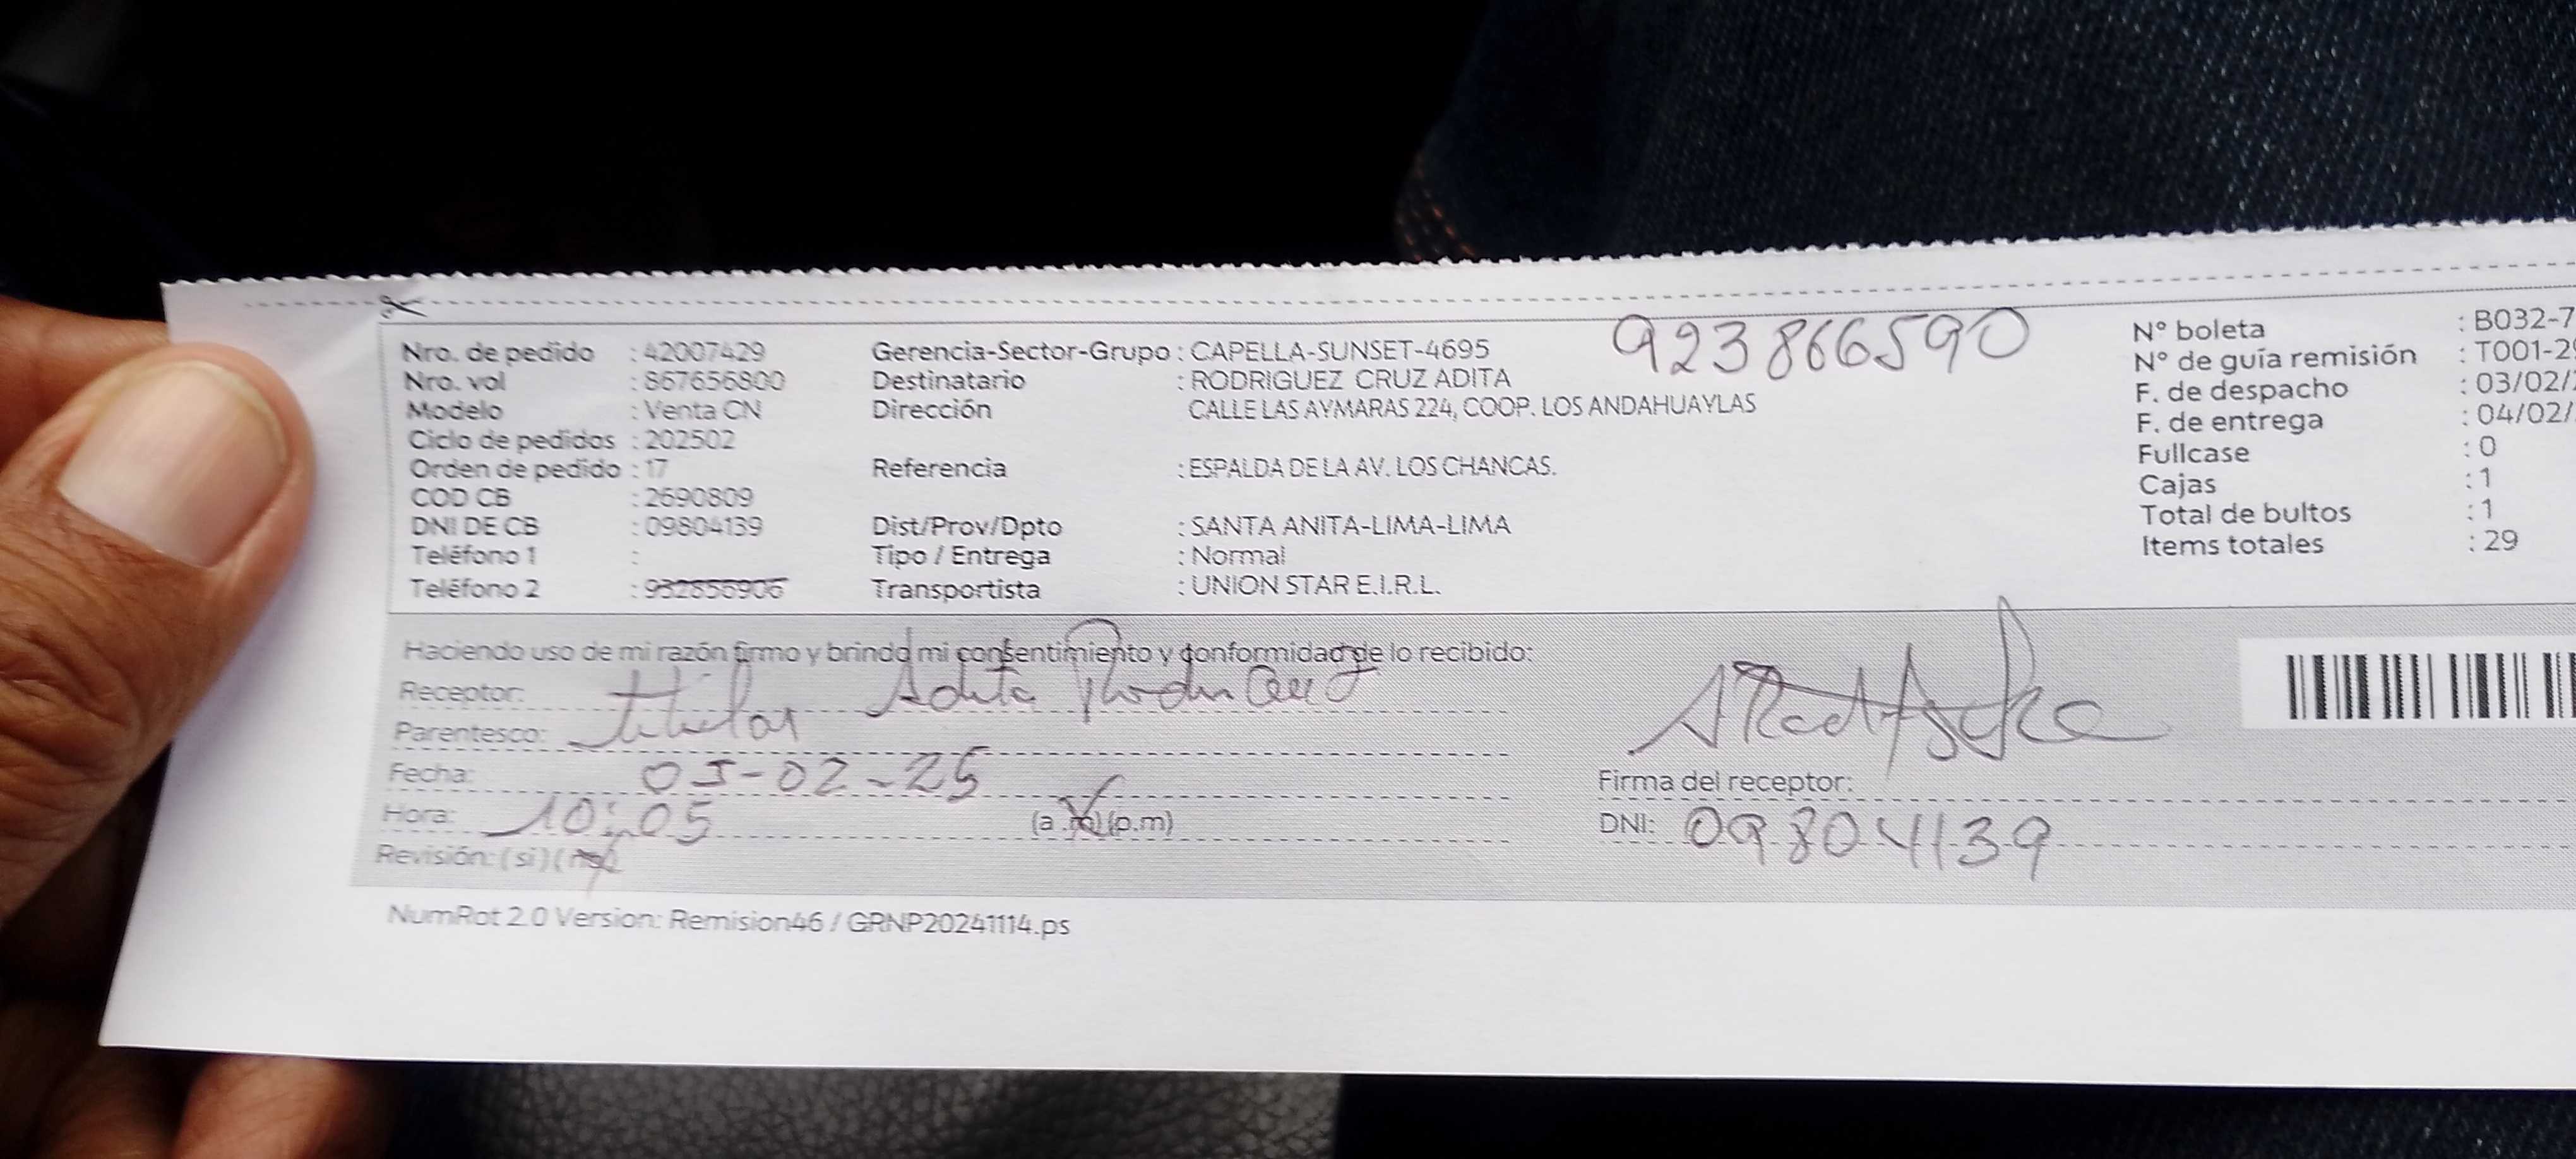 Nro. de pedido : 42007429
Nro. vol : 867656800
Modelo : Venta CN
Ciclo de pedidos : 202502
Orden de pedido : 17
COD CB : 2690809
DNI DE CB : 09804139
Teléfono 1 :
Teléfono 2 : 932855906
Gerencia-Sector-Grupo : CAPELLA-SUNSET-4695
Destinatario : RODRIGUEZ CRUZ ADITA
Dirección CALLE LAS AYMARAS 224, COOP. LOS ANDAHUAYLAS
Referencia : ESPALDA DE LA AV. LOS CHANCAS.
Dist/Prov/Dpto : SANTA ANITA-LIMA-LIMA
Tipo / Entrega : Normal
Transportista : UNION STAR E.I.R.L.
923866590
N° boleta : B032-7
N° de guía remisión : T001-2
F. de despacho : 03/02/
F. de entrega : 04/02/
Fullcase : 0
Cajas : 1
Total de bultos : 1
Items totales : 29
Haciendo uso de mi razón firmo y brindo mi consentimiento y conformidad de lo recibido:
Receptor: Adita Rodriguez
Parentesco: titular
Fecha: 05-02-25
Hora: 10:05 (a.m) (p.m)
Revisión: (si) (no)
Firma del receptor:
DNI: 09804139
NumRot 2.0 Version: Remision46 / GRNP20241114.ps